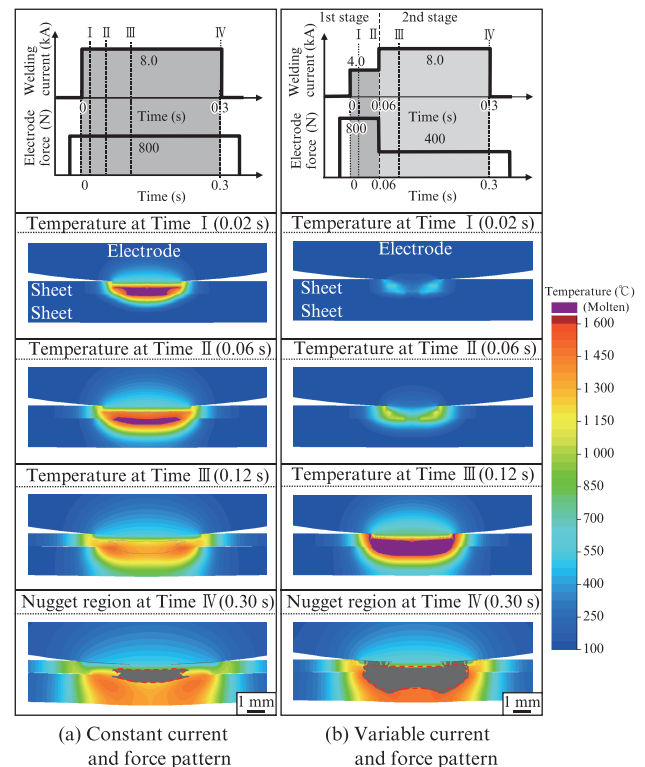 I II III IV
Welding current (kA)
8.0
0 0.3
Time (s)
Electrode force (N)
800
0 0.3
Time (s)
1st stage 2nd stage
I II III IV
Welding current (kA)
4.0 8.0
0 0.06 0.3
Time (s)
Electrode force (N)
800 400
0 0.06 0.3
Time (s)
Temperature at Time Ⅰ (0.02 s)
Electrode
Sheet
Sheet
Temperature at Time Ⅰ (0.02 s)
Electrode
Sheet
Sheet
Temperature at Time Ⅱ (0.06 s)
Temperature at Time Ⅱ (0.06 s)
Temperature at Time Ⅲ (0.12 s)
Temperature at Time Ⅲ (0.12 s)
Nugget region at Time Ⅳ (0.30 s)
1 mm
Nugget region at Time Ⅳ (0.30 s)
1 mm
Temperature (℃)
(Molten)
1 600
1 450
1 300
1 150
1 000
850
700
550
400
250
100
(a) Constant current
and force pattern
(b) Variable current
and force pattern